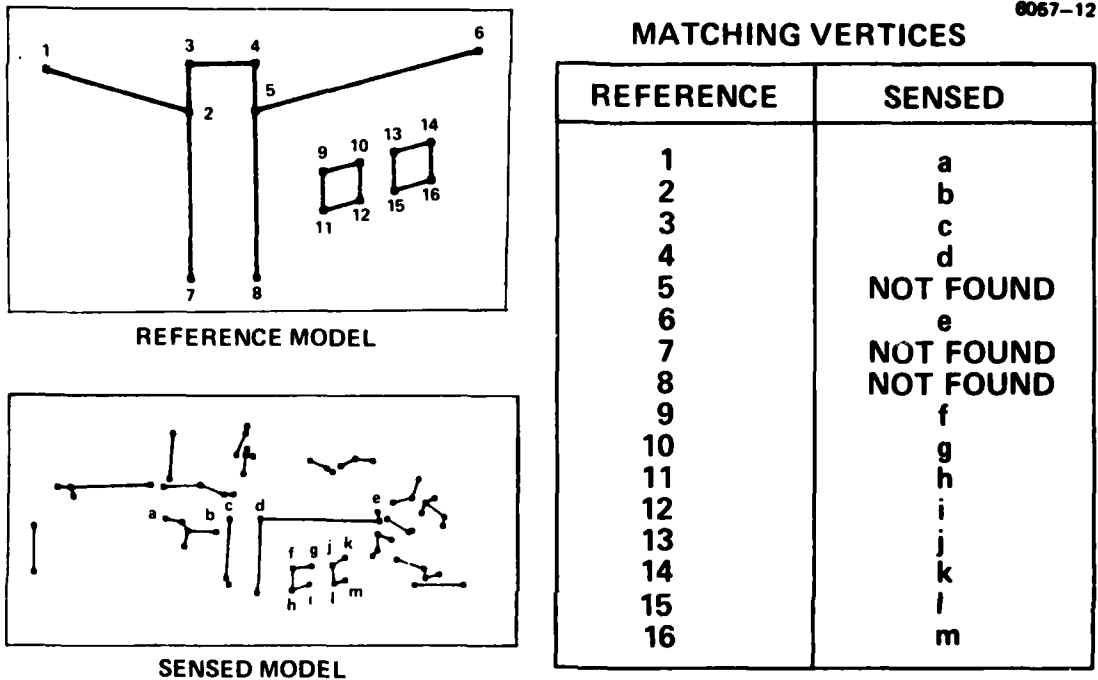 6057-12
1
3
4
6
5
2
13
14
9
10
15
16
11
12
7
8
REFERENCE MODEL
a
b
c
d
e
f
g
j
k
h
i
l
m
SENSED MODEL
MATCHING VERTICES
REFERENCE SENSED
1 a
2 b
3 c
4 d
5 NOT FOUND
6 e
7 NOT FOUND
8 NOT FOUND
9 f
10 g
11 h
12 i
13 j
14 k
15 l
16 m